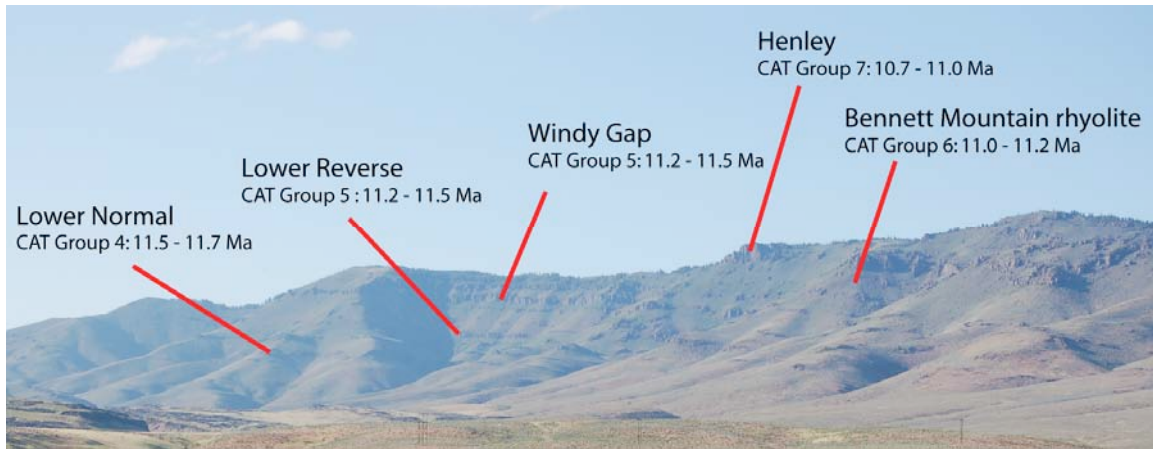 Henley
CAT Group 7: 10.7 - 11.0 Ma
Bennett Mountain rhyolite
CAT Group 6: 11.0 - 11.2 Ma
Windy Gap
CAT Group 5: 11.2 - 11.5 Ma
Lower Reverse
CAT Group 5 : 11.2 - 11.5 Ma
Lower Normal
CAT Group 4: 11.5 - 11.7 Ma